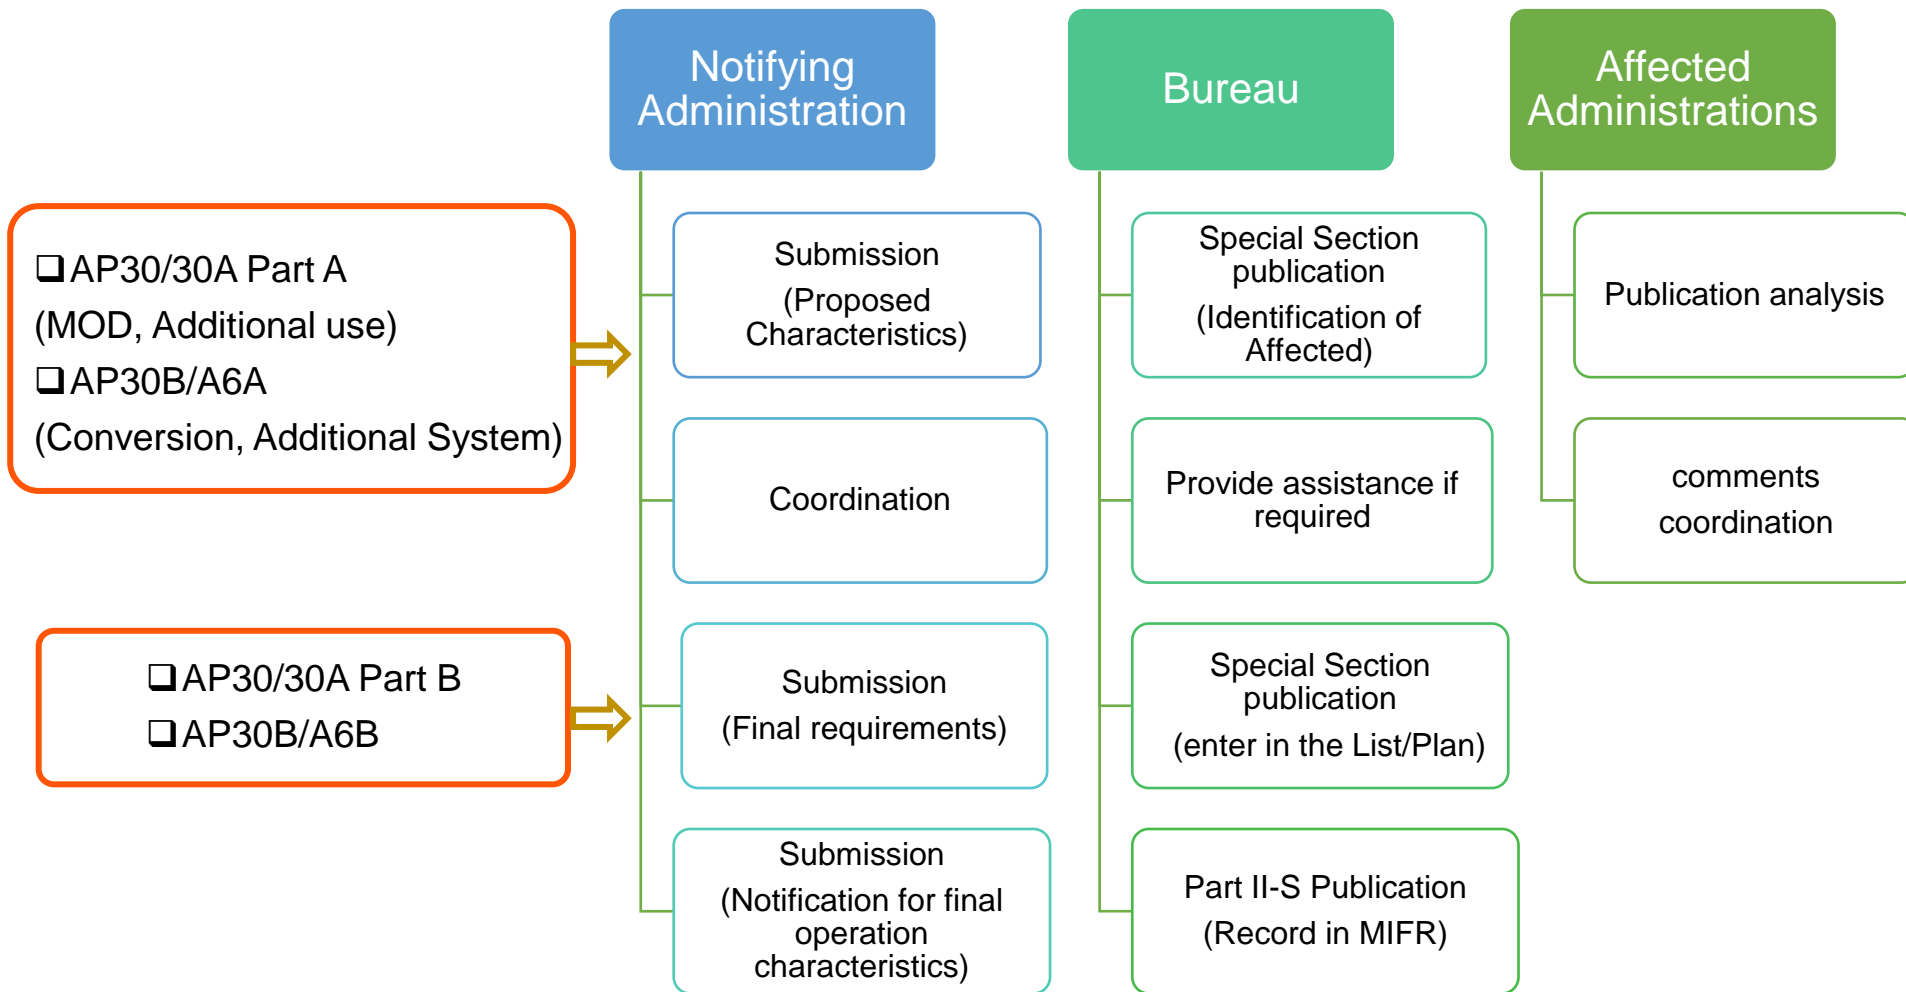 Notifying
Administration
Bureau
Affected
Administrations
❑AP30/30A Part A
(MOD, Additional use)
❑AP30B/A6A
(Conversion, Additional System)
❑AP30/30A Part B
❑AP30B/A6B
Submission
(Proposed
Characteristics)
Coordination
Submission
(Final requirements)
Submission
(Notification for final
operation
characteristics)
Special Section
publication
(Identification of
Affected)
Provide assistance if
required
Special Section
publication
(enter in the List/Plan)
Part II-S Publication
(Record in MIFR)
Publication analysis
comments
coordination